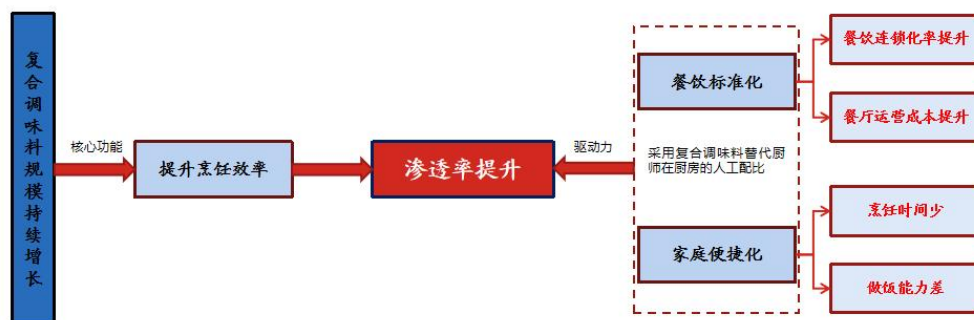 复合调味料规模持续增长
核心功能
提升烹饪效率
渗透率提升
驱动力
餐饮标准化
采用复合调味料替代厨
师在厨房的人工配比
家庭便捷化
餐饮连锁化率提升
餐厅运营成本提升
烹饪时间少
做饭能力差